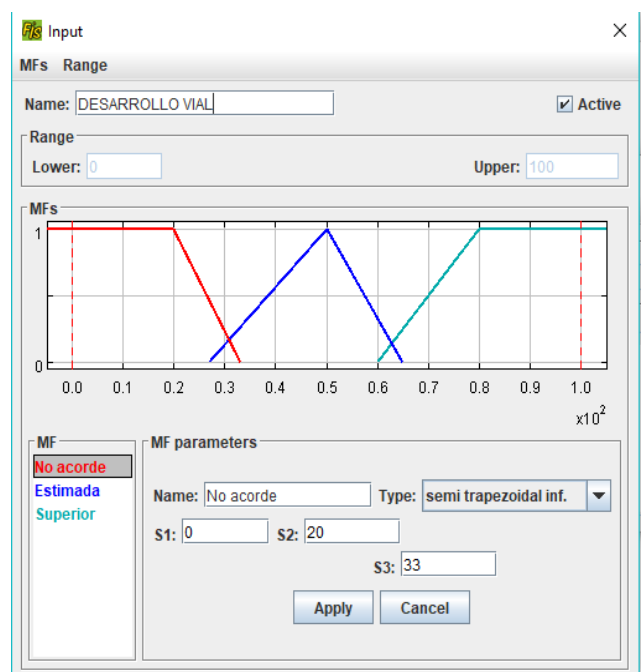 Fis Input
MFs Range
Name: DESARROLLO VIAL Active
Range
Lower: 0 Upper: 100
MFs
1
0
0.0 0.1 0.2 0.3 0.4 0.5 0.6 0.7 0.8 0.9 1.0
x10²
MF MF parameters
No acorde
Estimada Name: No acorde Type: semi trapezoidal inf.
Superior
S1: 0 S2: 20
S3: 33
Apply Cancel